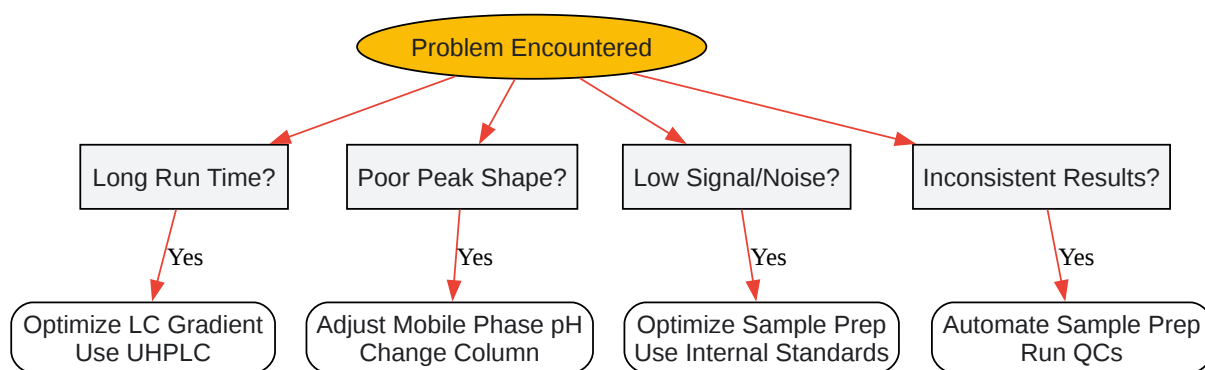 Problem Encountered
Long Run Time?
Poor Peak Shape?
Low Signal/Noise?
Inconsistent Results?
Yes
Yes
Yes
Yes
Optimize LC Gradient
Use UHPLC
Adjust Mobile Phase pH
Change Column
Optimize Sample Prep
Use Internal Standards
Automate Sample Prep
Run QCs